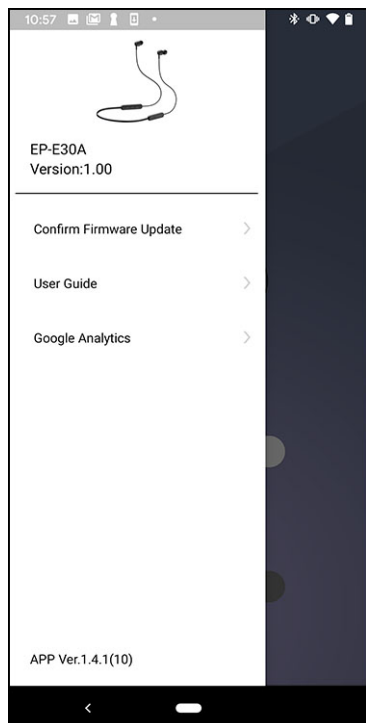 10:57
EP-E30A
Version:1.00
Confirm Firmware Update
User Guide
Google Analytics
APP Ver.1.4.1(10)